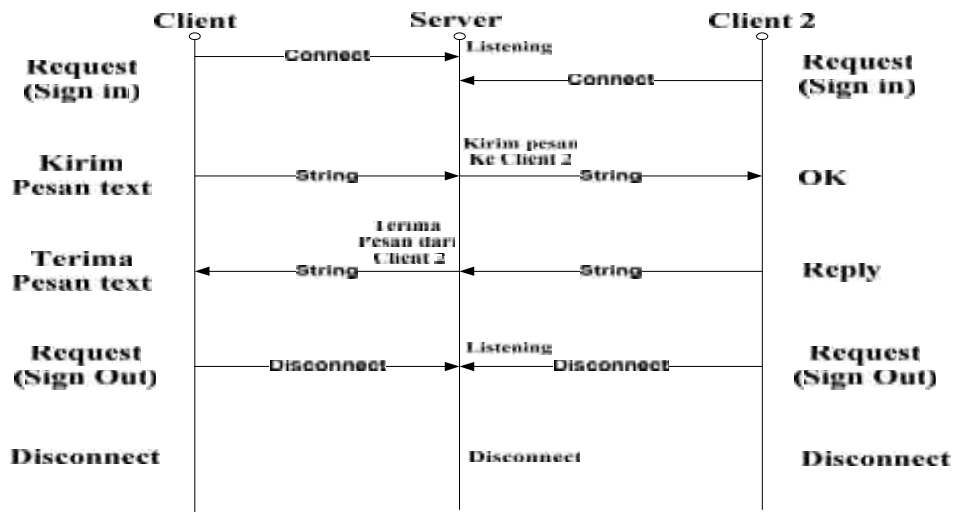 Client
Server
Client 2
Listening
Connect
Request
(Sign in)
Connect
Request
(Sign in)
Kirim pesan
Ke Client 2
Kirim
Pesan text
String
String
OK
Terima
Pesan dari
Client 2
Terima
Pesan text
String
String
Reply
Listening
Request
(Sign Out)
Disconnect
Disconnect
Request
(Sign Out)
Disconnect
Disconnect
Disconnect